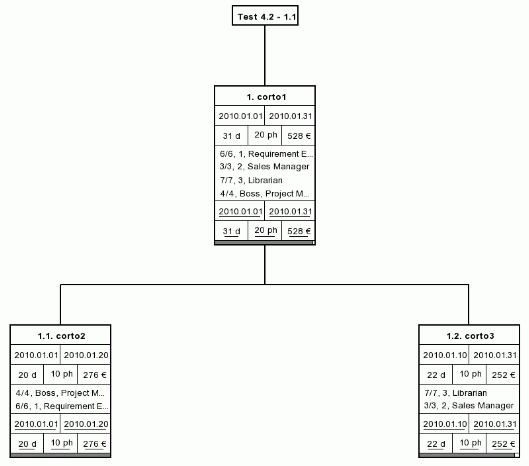 Test 4.2 - 1.1
1. corto1
2010.01.01 2010.01.31
31 d 20 ph 528 €
6/6, 1, Requirement E...
3/3, 2, Sales Manager
7/7, 3, Librarian
4/4, Boss, Project M...
2010.01.01 2010.01.31
31 d 20 ph 528 €
1.1. corto2
2010.01.01 2010.01.20
20 d 10 ph 276 €
4/4, Boss, Project M...
6/6, 1, Requirement E...
2010.01.01 2010.01.20
20 d 10 ph 276 €
1.2. corto3
2010.01.10 2010.01.31
22 d 10 ph 252 €
7/7, 3, Librarian
3/3, 2, Sales Manager
2010.01.10 2010.01.31
22 d 10 ph 252 €